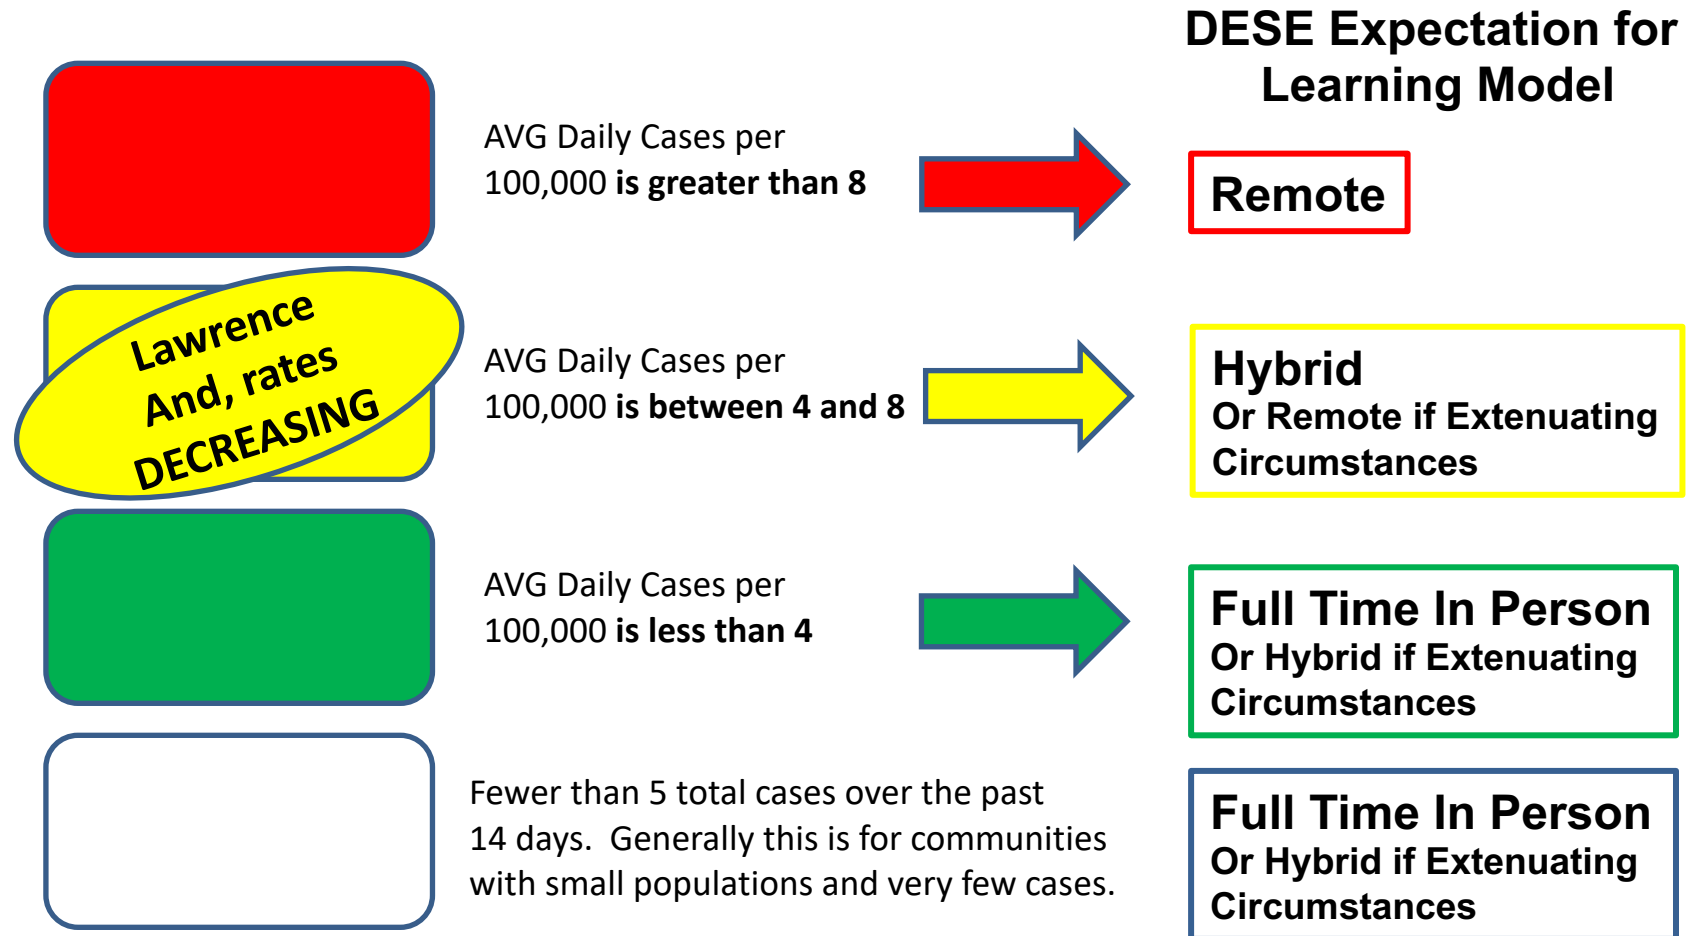 DESE Expectation for
Learning Model
AVG Daily Cases per
100,000 is greater than 8
Remote
Lawrence
And, rates
DECREASING
AVG Daily Cases per
100,000 is between 4 and 8
Hybrid
Or Remote if Extenuating
Circumstances
AVG Daily Cases per
100,000 is less than 4
Full Time In Person
Or Hybrid if Extenuating
Circumstances
Fewer than 5 total cases over the past
14 days.  Generally this is for communities
with small populations and very few cases.
Full Time In Person
Or Hybrid if Extenuating
Circumstances